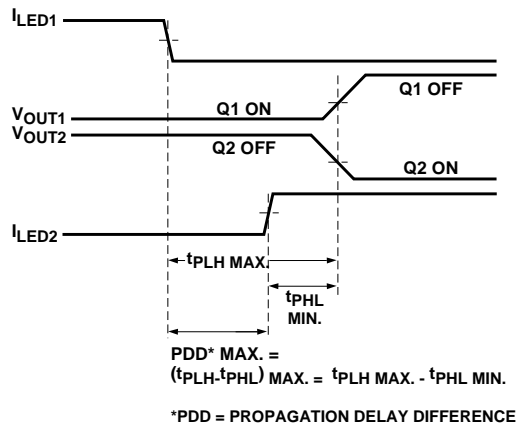 ILED1
Q1 OFF
VOUT1
Q1 ON
VOUT2
Q2 OFF
Q2 ON
ILED2
tPLH MAX.
tPHL
MIN.
PDD* MAX. =
(tPLH-tPHL) MAX. = tPLH MAX. - tPHL MIN.
*PDD = PROPAGATION DELAY DIFFERENCE